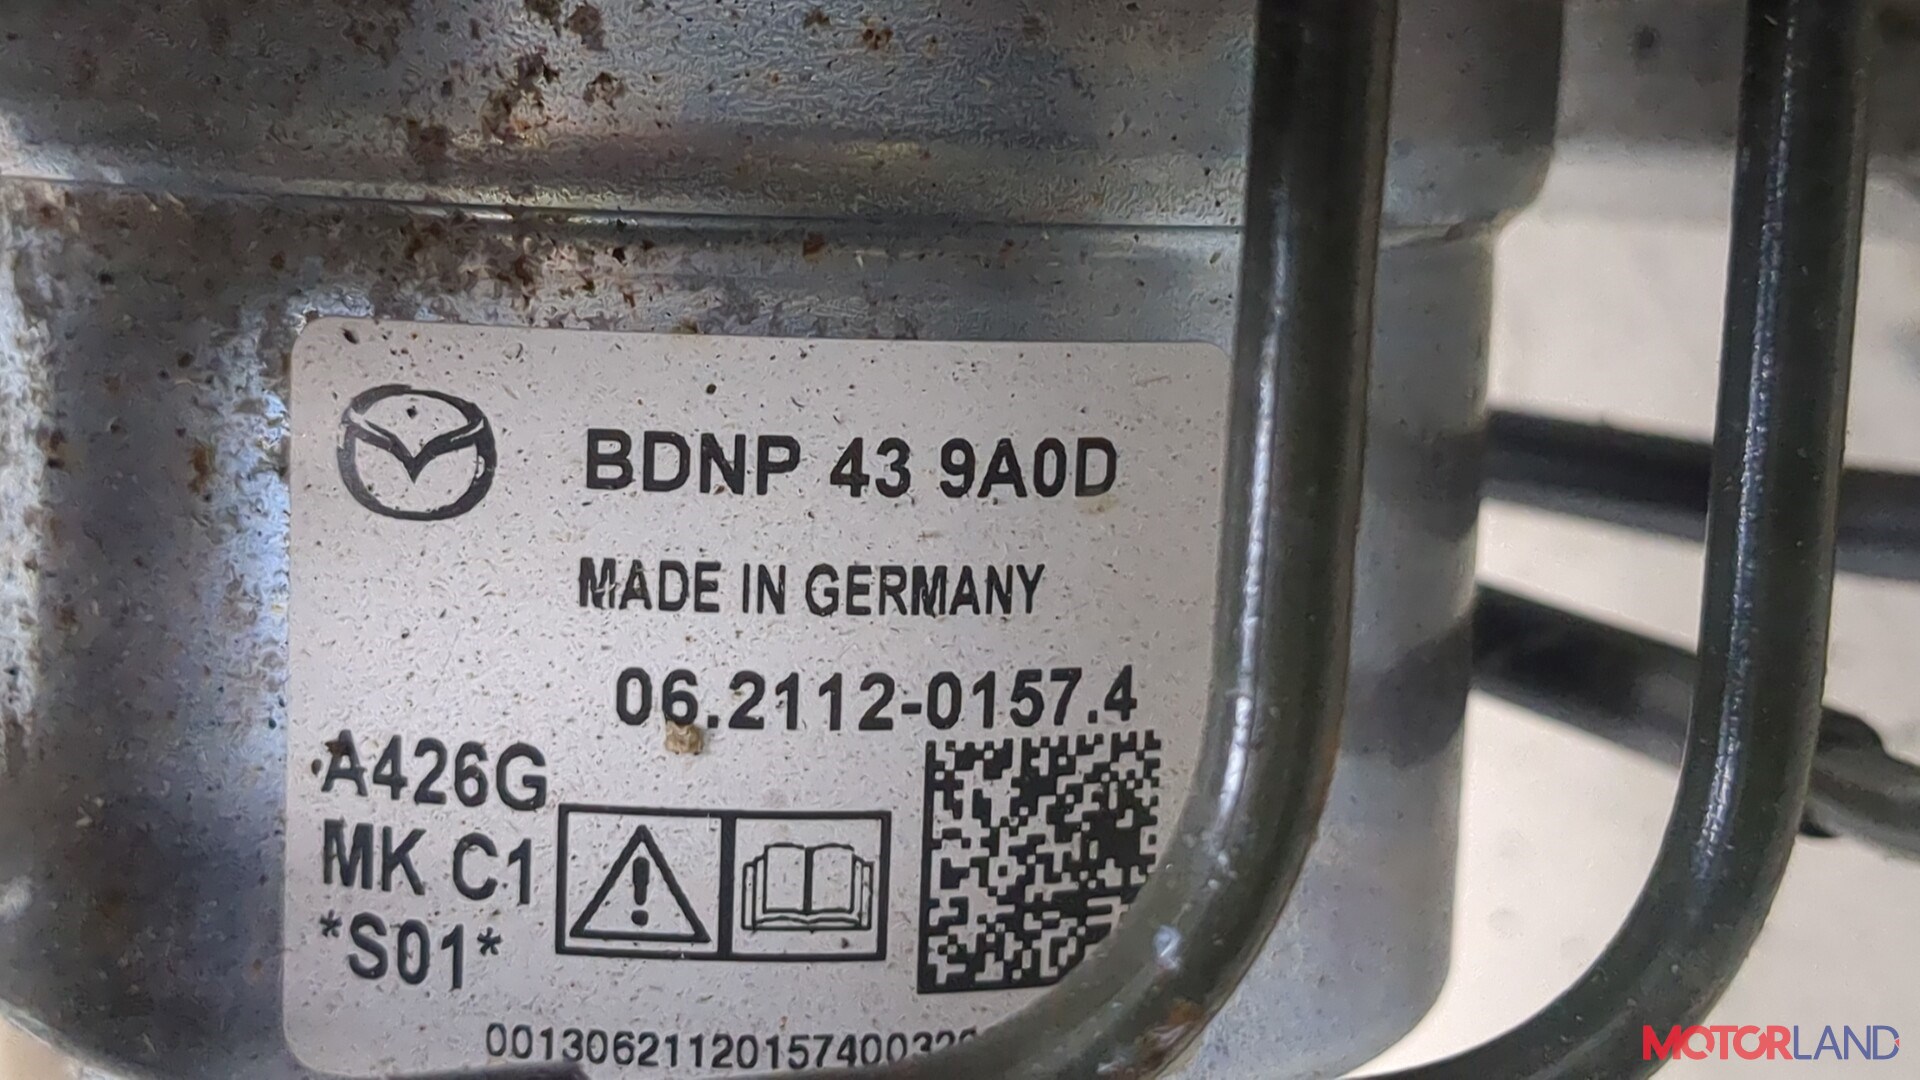 BDNP 43 9A0D
MADE IN GERMANY
06.2112-0157.4
A426G
MK C1
*S01*
MOTORLAND